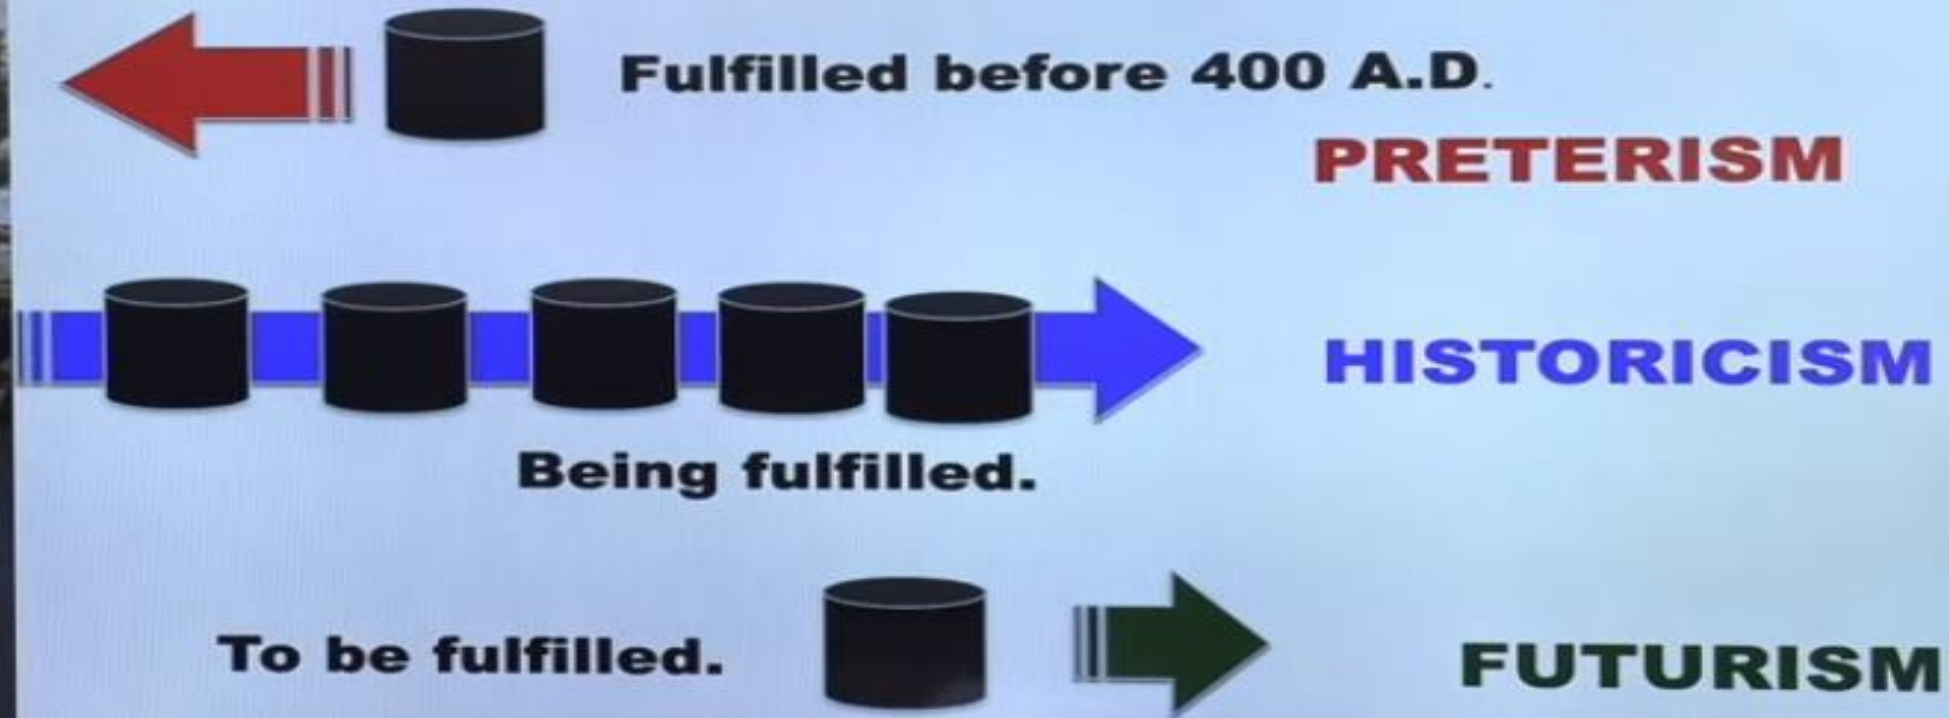 Fulfilled before 400 A.D.
PRETERISM
HISTORICISM
Being fulfilled.
To be fulfilled.
FUTURISM